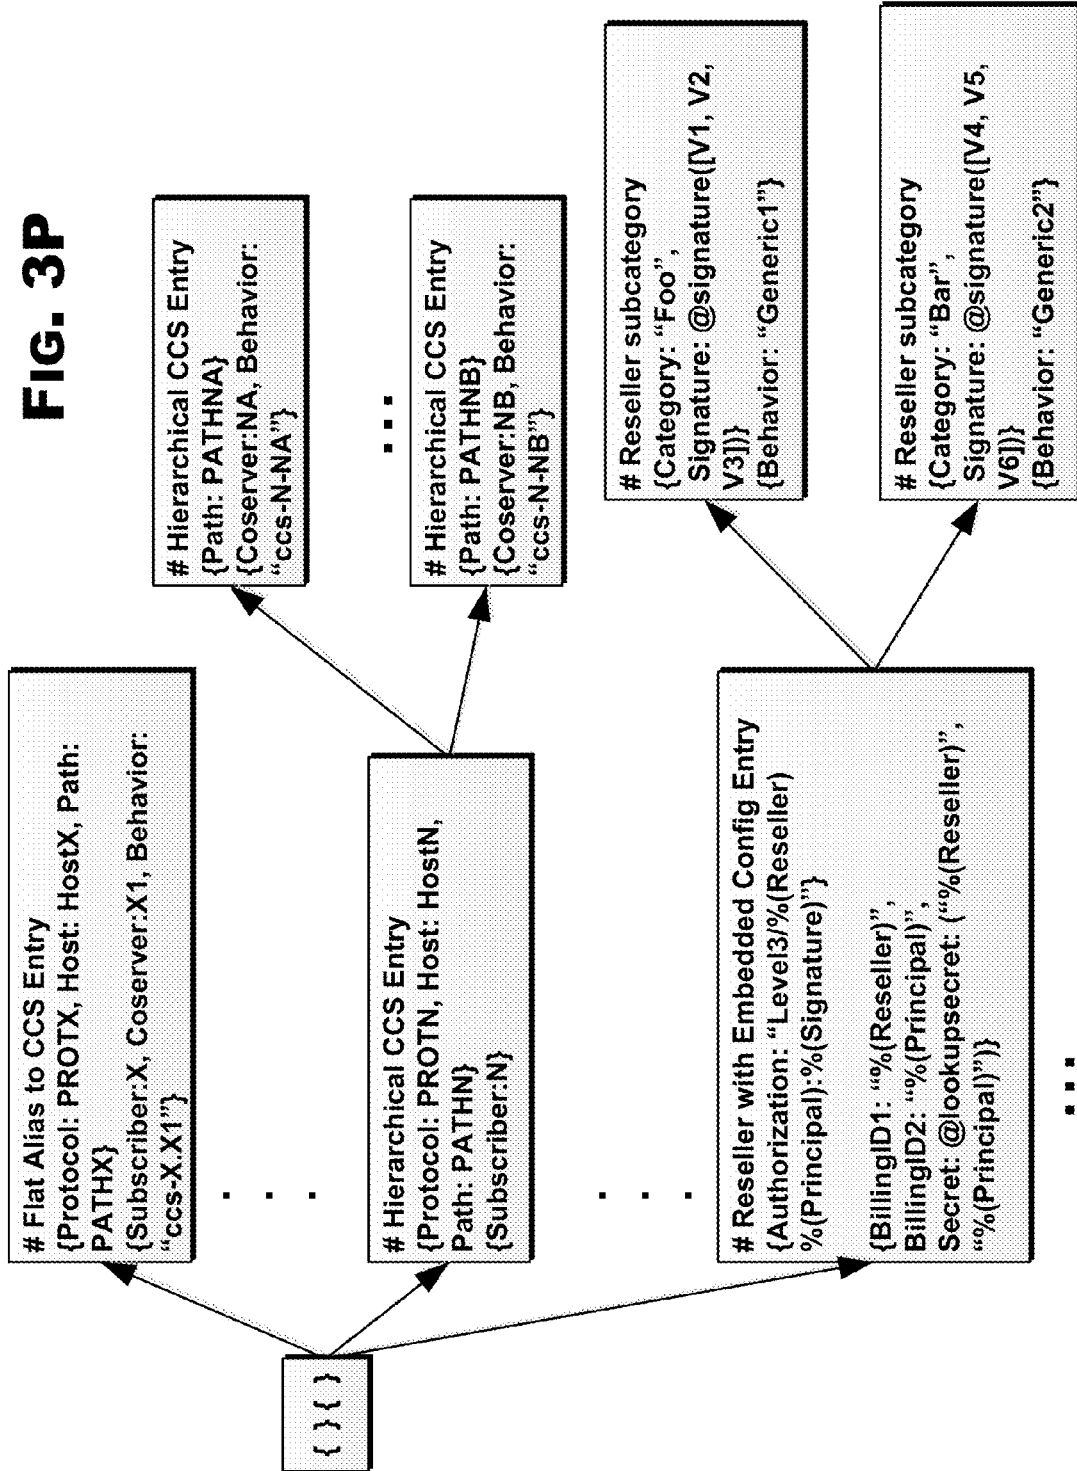 FIG. 3P
{ } { }
# Flat Alias to CCS Entry
{Protocol: PROTX, Host: HostX, Path:
PATHX}
{Subscriber:X, Coserver:X1, Behavior:
“ccs-X.X1”}
. . . .
# Hierarchical CCS Entry
{Protocol: PROTN, Host: HostN,
Path: PATHN}
{Subscriber:N}
. . . .
# Reseller with Embedded Config Entry
{Authorization: “Level3/%(Reseller)
%(Principal):%(Signature)”}
{BillingID1: “%(Reseller)”,
BillingID2: “%(Principal)”,
Secret: @lookupsecret: (“%(Reseller)”,
“%(Principal)”)}
...
# Hierarchical CCS Entry
{Path: PATHNA}
{Coserver:NA, Behavior:
“ccs-N-NA”}
...
# Hierarchical CCS Entry
{Path: PATHNB}
{Coserver:NB, Behavior:
“ccs-N-NB”}
# Reseller subcategory
{Category: “Foo”,
Signature: @signature([V1, V2,
V3])}
{Behavior: “Generic1”}
# Reseller subcategory
{Category: “Bar”,
Signature: @signature([V4, V5,
V6])}
{Behavior: “Generic2”}